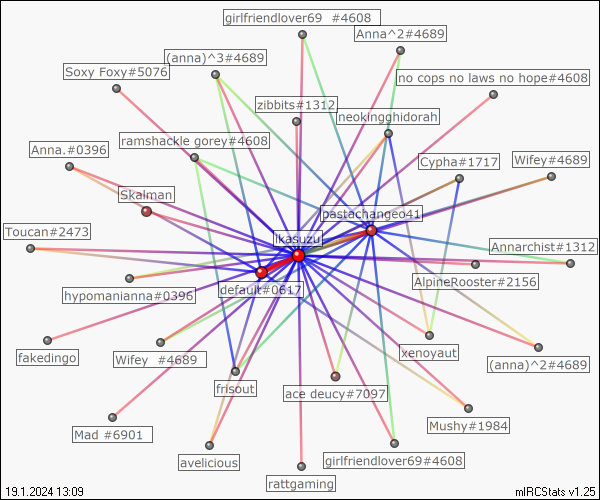 girlfriendlover69 #4608
Anna^2#4689
(anna)^3#4689
Soxy Foxy#5076
no cops no laws no hope#4608
zibbits#1312
neokingghidorah
ramshackle gorey#4608
Anna.#0396
Cypha#1717
Wifey#4689
Skalman
pastachangeo41
Toucan#2473
ikasuzu
Annarchist#1312
AlpineRooster#2156
default#0617
hypomanianna#0396
fakedingo
Wifey #4689
xenoyaut
(anna)^2#4689
frisout
ace deucy#7097
Mushy#1984
Mad #6901
avelicious
girlfriendlover69#4608
rattgaming
19.1.2024 13:09
mIRCStats v1.25